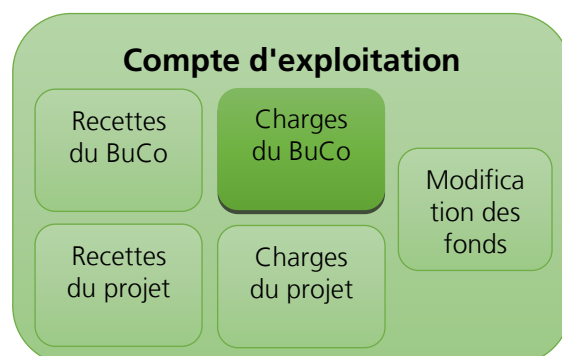 Compte d'exploitation
Recettes
du BuCo
Charges
du BuCo
Modifica
tion des
fonds
Recettes
du projet
Charges
du projet